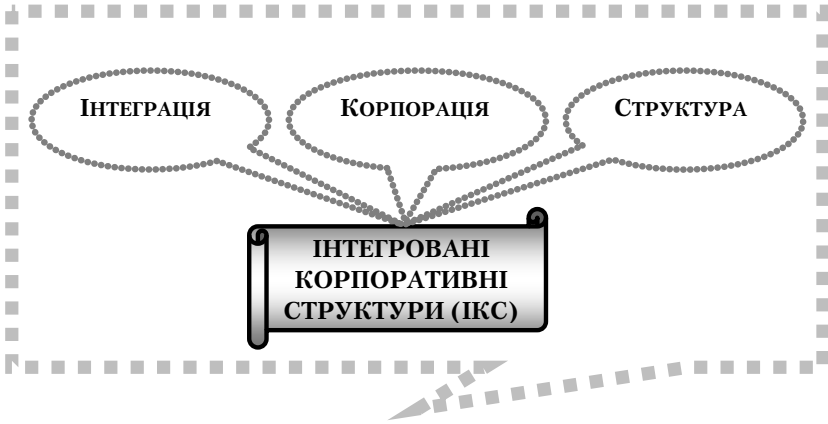 ІНТЕГРАЦІЯ
КОРПОРАЦІЯ
СТРУКТУРА
ІНТЕГРОВАНІ
КОРПОРАТИВНІ
СТРУКТУРИ (ІКС)